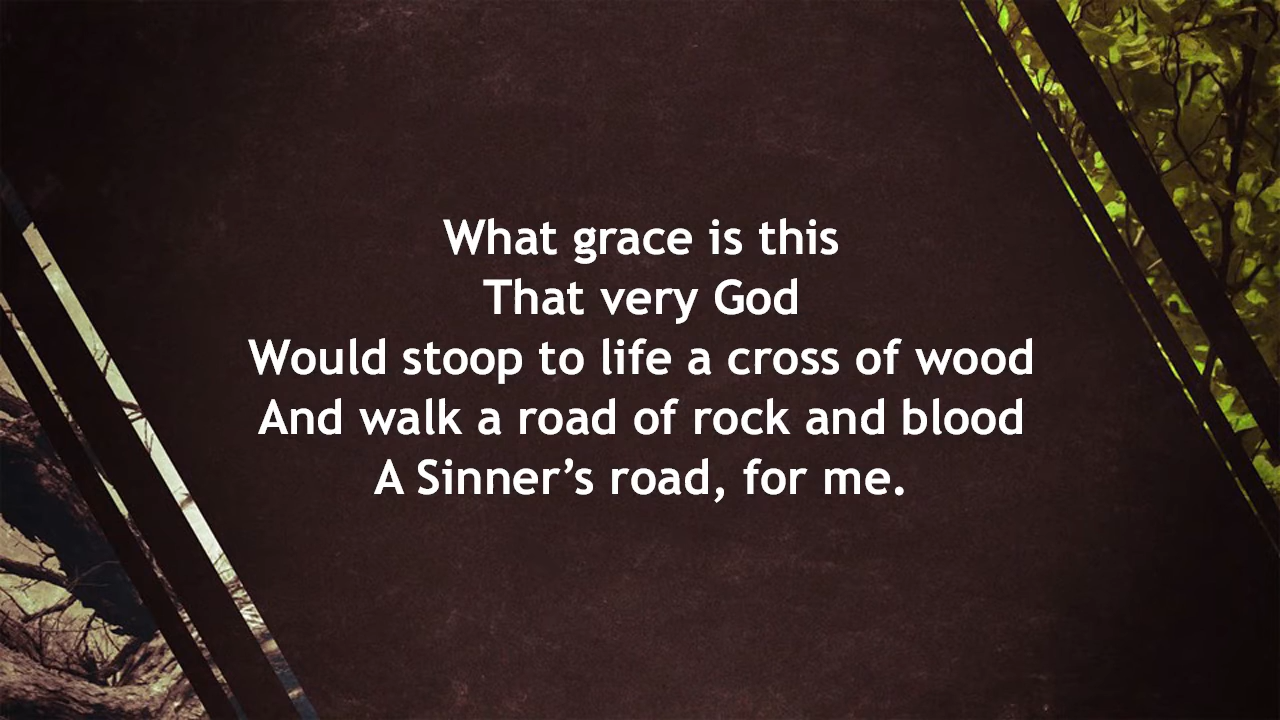 What grace is this
That very God
Would stoop to life a cross of wood
And walk a road of rock and blood
A Sinner’s road, for me.